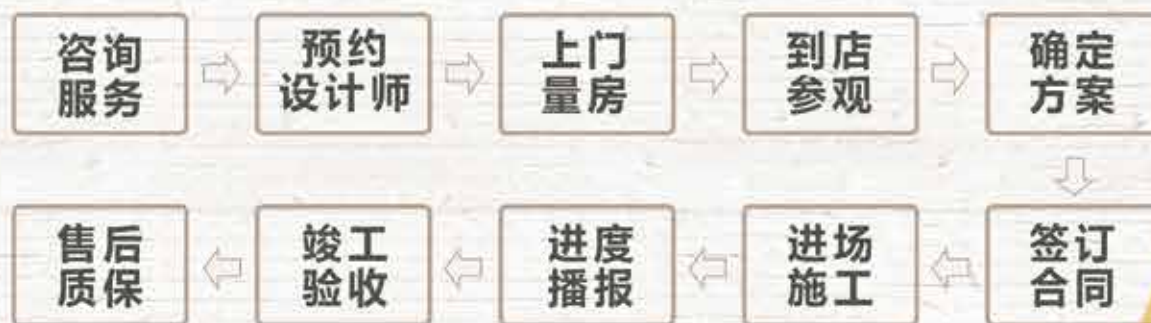 咨询
服务
预约
设计师
上门
量房
到店
参观
确定
方案
签订
合同
进场
施工
进度
播报
竣工
验收
售后
质保